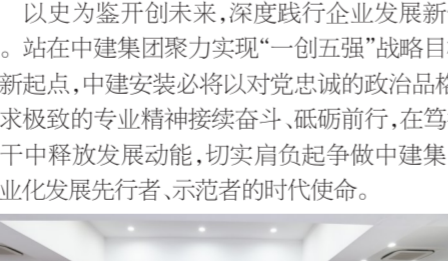 以史为鉴开创未来，深度践行企业发展新
。站在中建集团聚力实现“一创五强”战略目
新起点，中建安装必将以对党忠诚的政治品格
求极致的专业精神接续奋斗、砥砺前行，在笃
干中释放发展动能，切实肩负起争做中建集
业化发展先行者、示范者的时代使命。